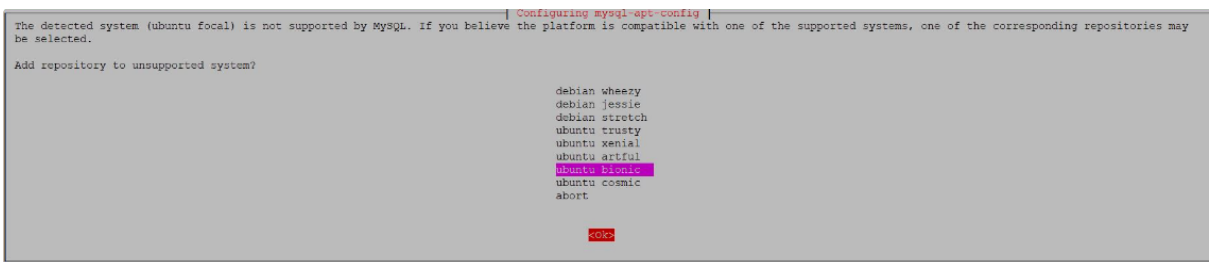 Configuring mysql-apt-config
The detected system (ubuntu focal) is not supported by MySQL. If you believe the platform is compatible with one of the supported systems, one of the corresponding repositories may
be selected.
Add repository to unsupported system?
debian wheezy
debian jessie
debian stretch
ubuntu trusty
ubuntu xenial
ubuntu artful
ubuntu bionic
ubuntu cosmic
abort
<Ok>